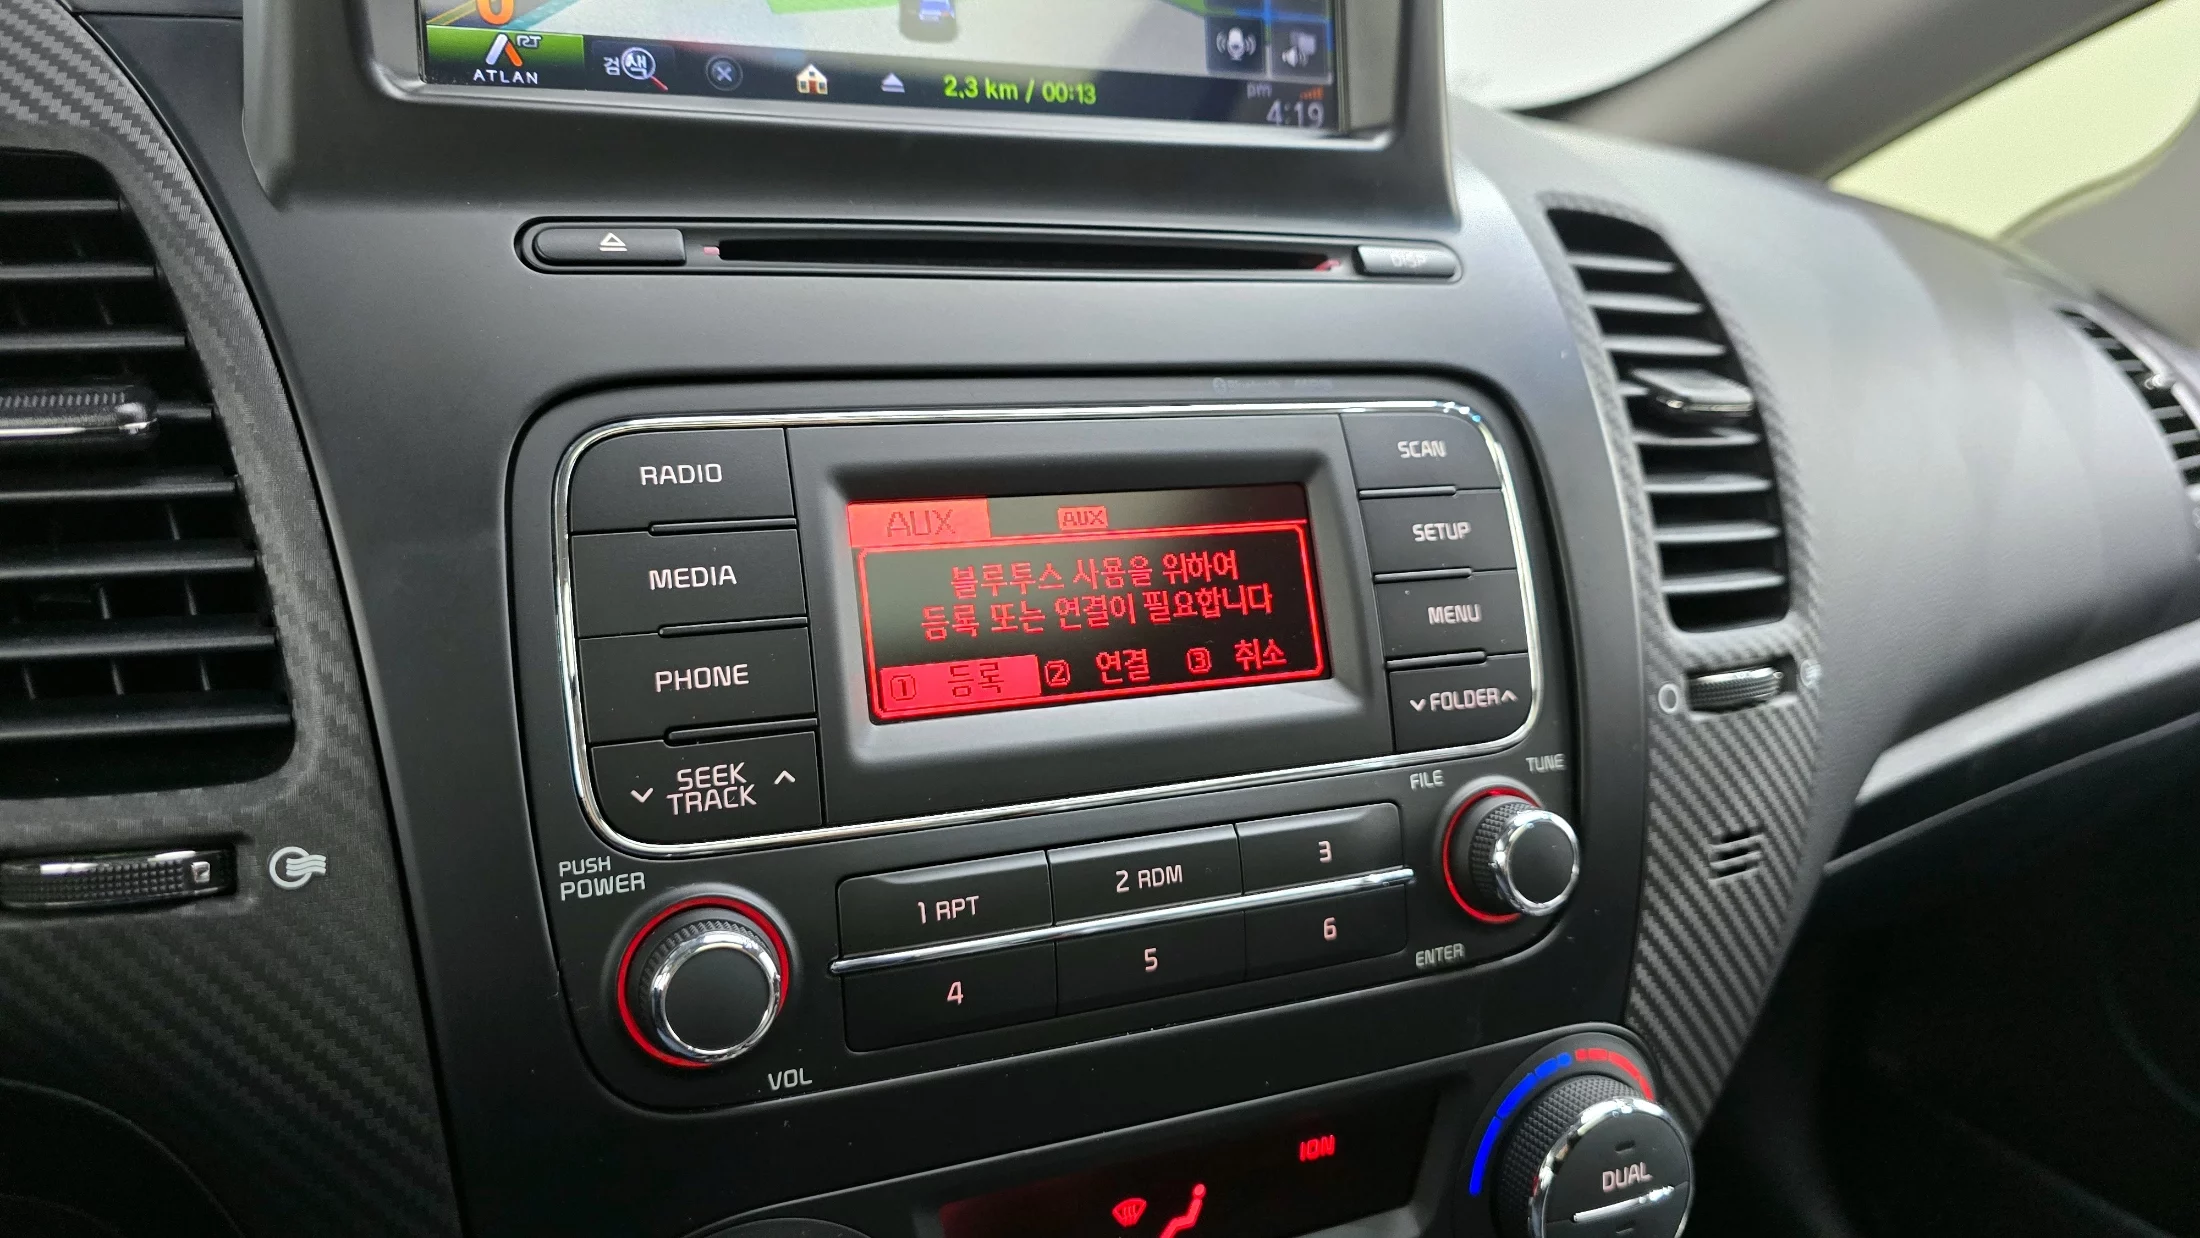 RT
ATLAN
검색
2.3 km / 00:13
pm
4:19
DISP
RADIO
MEDIA
PHONE
SEEK
TRACK
AUX
AUX
블루투스 사용을 위하여
등록 또는 연결이 필요합니다
1 등록 2 연결 3 취소
SCAN
SETUP
MENU
FOLDER
FILE
TUNE
PUSH
POWER
VOL
1 RPT
2 RDM
3
4
5
6
ENTER
ION
DUAL